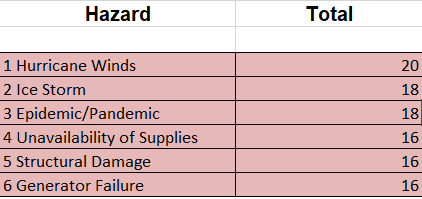 Hazard Total
1 Hurricane Winds 20
2 Ice Storm 18
3 Epidemic/Pandemic 18
4 Unavailability of Supplies 16
5 Structural Damage 16
6 Generator Failure 16